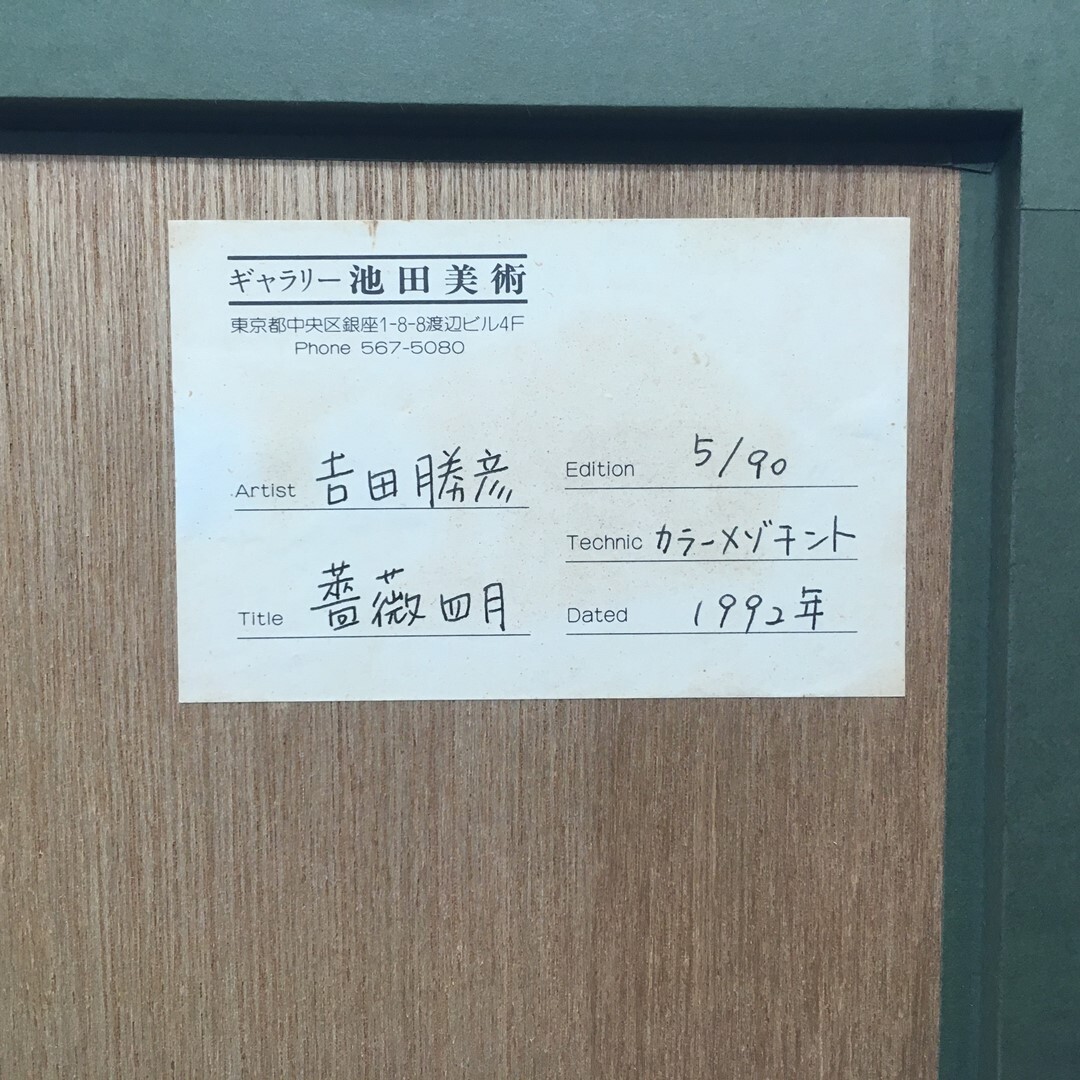 ギャラリー 池田美術
東京都中央区銀座1-8-8渡辺ビル4F
Phone 567-5080
Artist 吉田勝彦
Title 薔薇四月
Edition 5/90
Technic カラーメゾチント
Dated 1992年